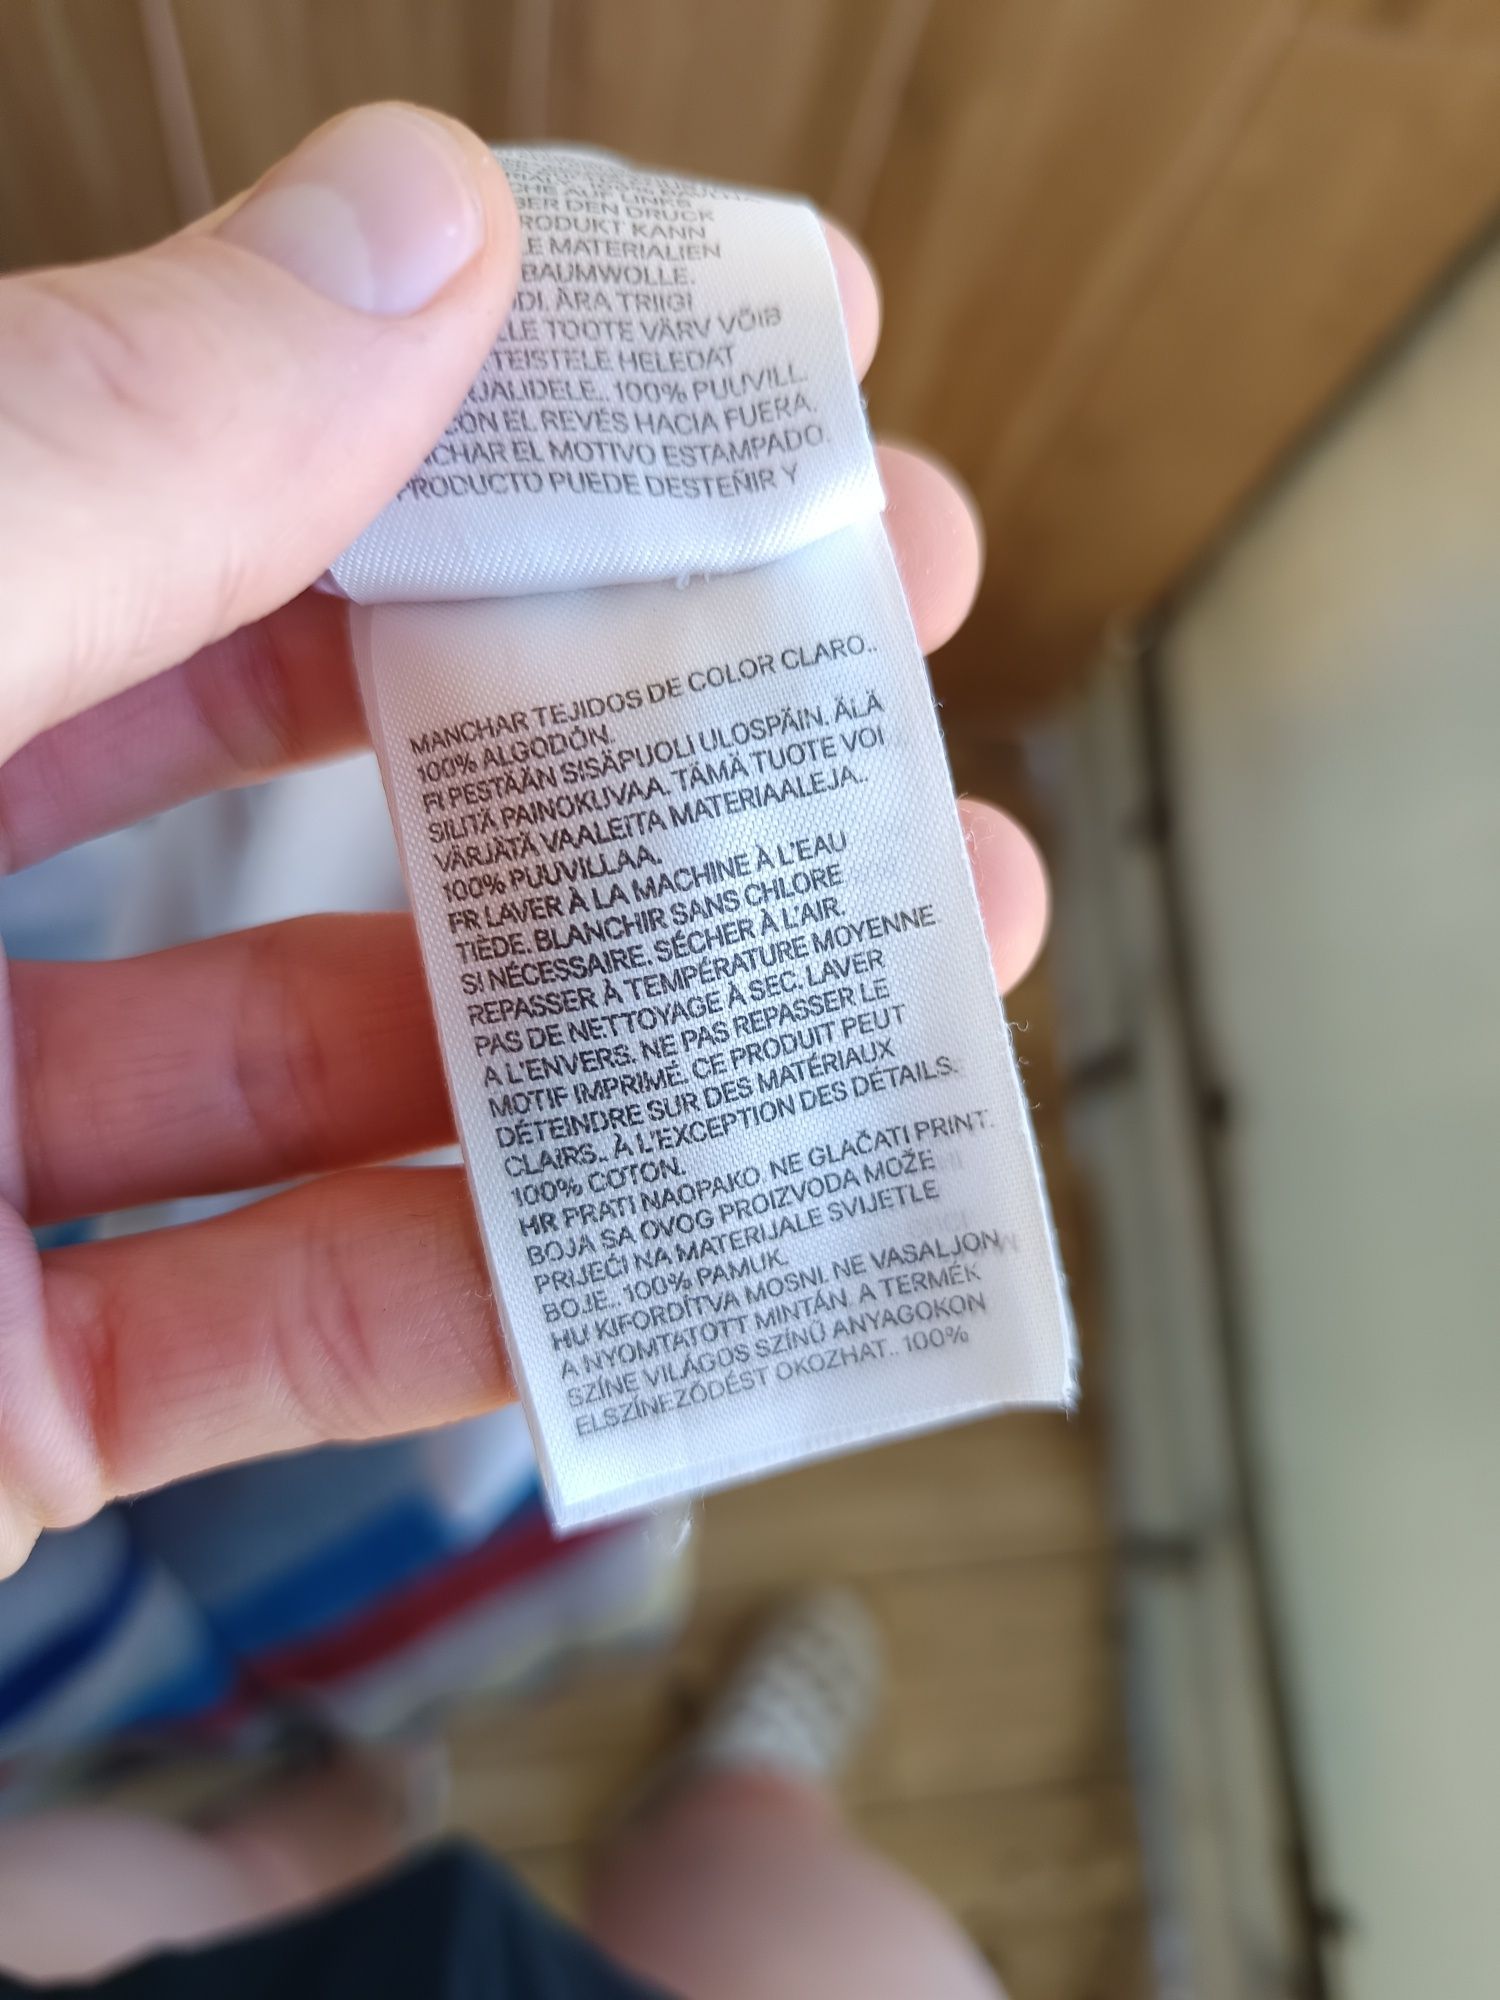 CHE AUF LINKS
BER DEN DRUCK
RODUKT KANN
LE MATERIALIEN
BAUMWOLLE.
DI. ÄRA TRIIGI
LLE TOOTE VÄRV VÕIB
TEISTELE HELEDAT
JALIDELE.. 100% PUUVILL.
CON EL REVÉS HACIA FUERA.
NCHAR EL MOTIVO ESTAMPADO.
PRODUCTO PUEDE DESTEÑIR Y
MANCHAR TEJIDOS DE COLOR CLARO..
100% ALGODÓN.
FI PESTÄÄN SISÄPUOLI ULOSPÄIN. ÄLÄ
SILITÄ PAINOKUVAA. TÄMÄ TUOTE VOI
VÄRJÄTÄ VAALEITA MATERIAALEJA..
100% PUUVILLAA.
FR LAVER À LA MACHINE À L'EAU
TIÈDE. BLANCHIR SANS CHLORE
SI NÉCESSAIRE. SÉCHER À L'AIR.
REPASSER À TEMPÉRATURE MOYENNE.
PAS DE NETTOYAGE À SEC. LAVER
A L'ENVERS. NE PAS REPASSER LE
MOTIF IMPRIMÉ. CE PRODUIT PEUT
DÉTEINDRE SUR DES MATÉRIAUX
CLAIRS.. À L'EXCEPTION DES DÉTAILS.
100% COTON.
HR PRATI NAOPAKO. NE GLAČATI PRINT.
BOJA SA OVOG PROIZVODA MOŽE
PRIJEĆI NA MATERIJALE SVIJETLE
BOJE.. 100% PAMUK.
HU KIFORDÍTVA MOSNI. NE VASALJON
A NYOMTATOTT MINTÁN. A TERMÉK
SZÍNE VILÁGOS SZÍNŰ ANYAGOKON
ELSZÍNEZŐDÉST OKOZHAT.. 100%